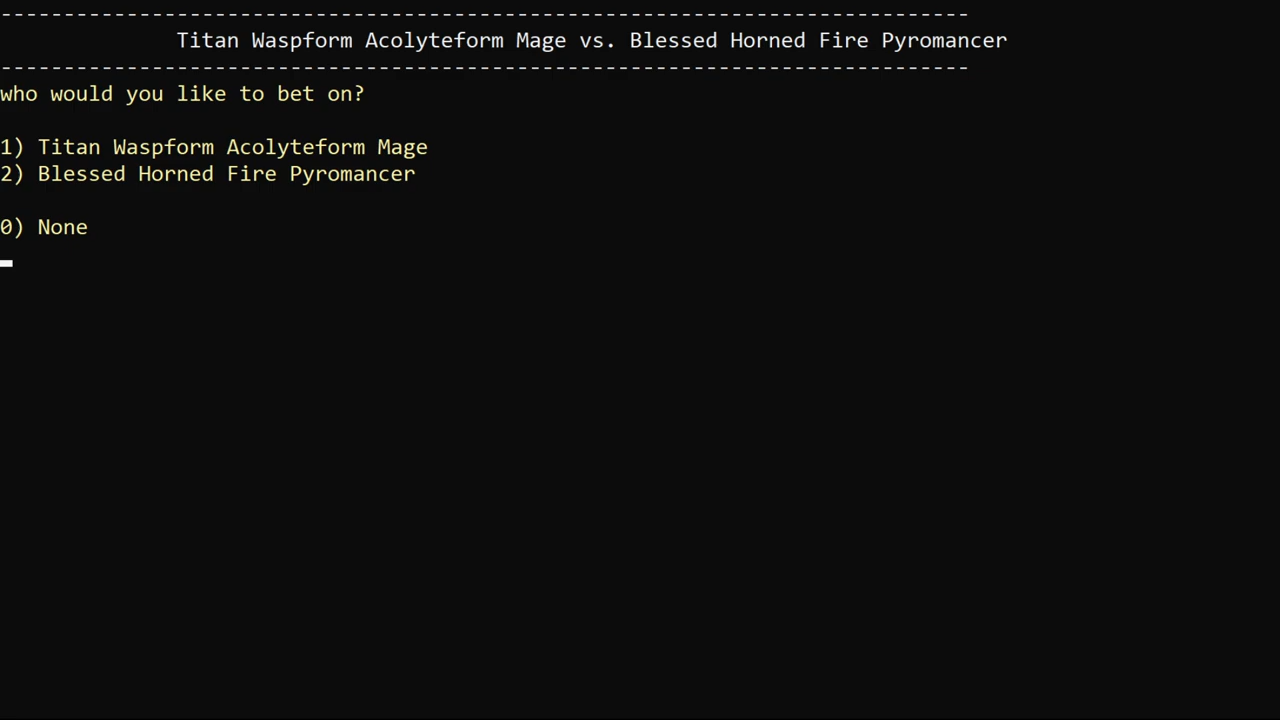 -----------------------------------------------------------------------------
Titan Waspform Acolyteform Mage vs. Blessed Horned Fire Pyromancer
-----------------------------------------------------------------------------
who would you like to bet on?
1) Titan Waspform Acolyteform Mage
2) Blessed Horned Fire Pyromancer
0) None